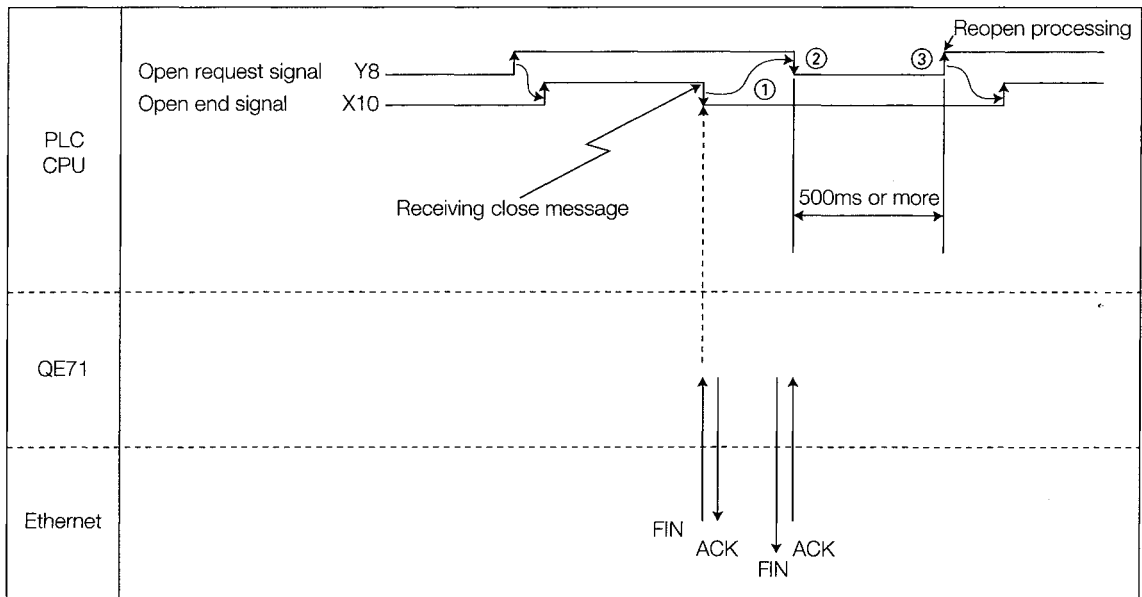 Reopen processing
Open request signal Y8
② ③
Open end signal X10
①
PLC
CPU
Receiving close message
500ms or more
QE71
Ethernet
FIN
ACK
FIN
ACK